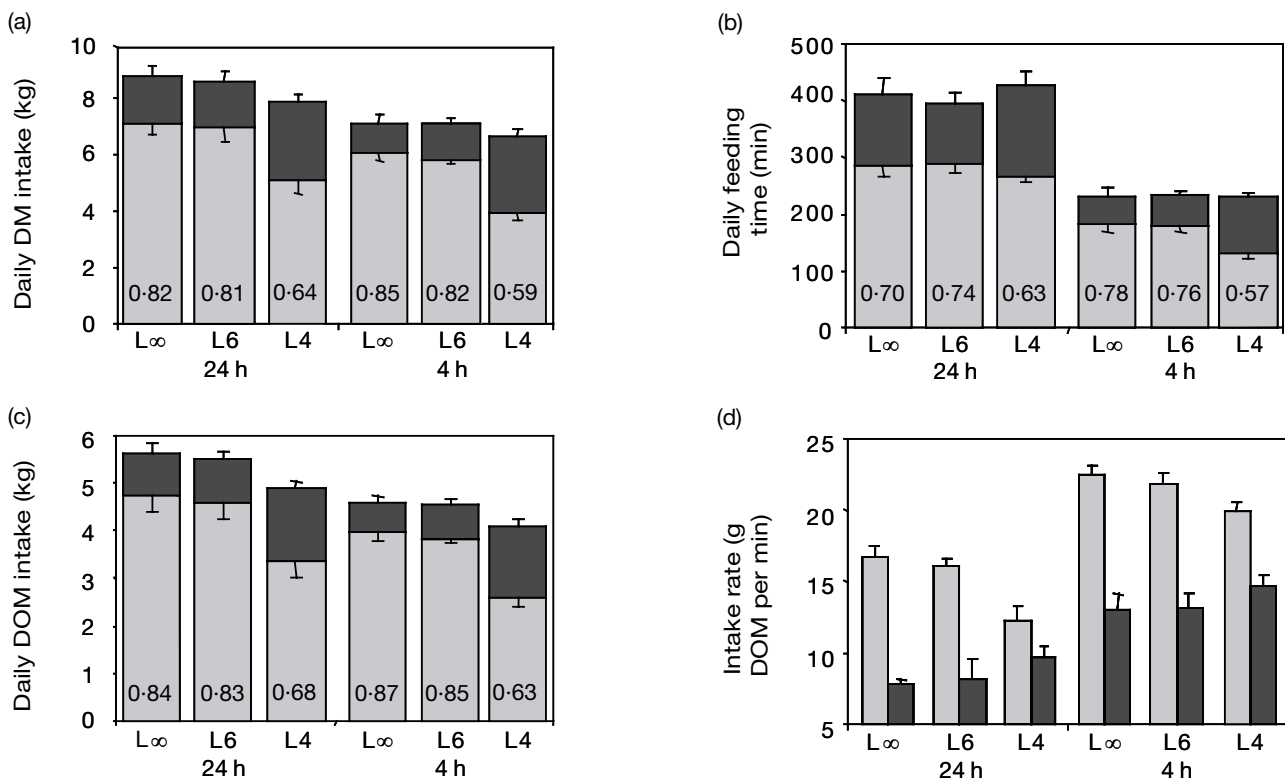 (a)
Daily DM intake (kg)
10
8
6
4
2
0
0·82 0·81 0·64 0·85 0·82 0·59
L∞ L6 L4 L∞ L6 L4
24 h 4 h
(b)
Daily feeding
time (min)
500
400
300
200
100
0
0·70 0·74 0·63 0·78 0·76 0·57
L∞ L6 L4 L∞ L6 L4
24 h 4 h
(c)
Daily DOM intake (kg)
6
5
4
3
2
1
0
0·84 0·83 0·68 0·87 0·85 0·63
L∞ L6 L4 L∞ L6 L4
24 h 4 h
(d)
Intake rate (g
DOM per min)
25
20
15
10
5
L∞ L6 L4 L∞ L6 L4
24 h 4 h